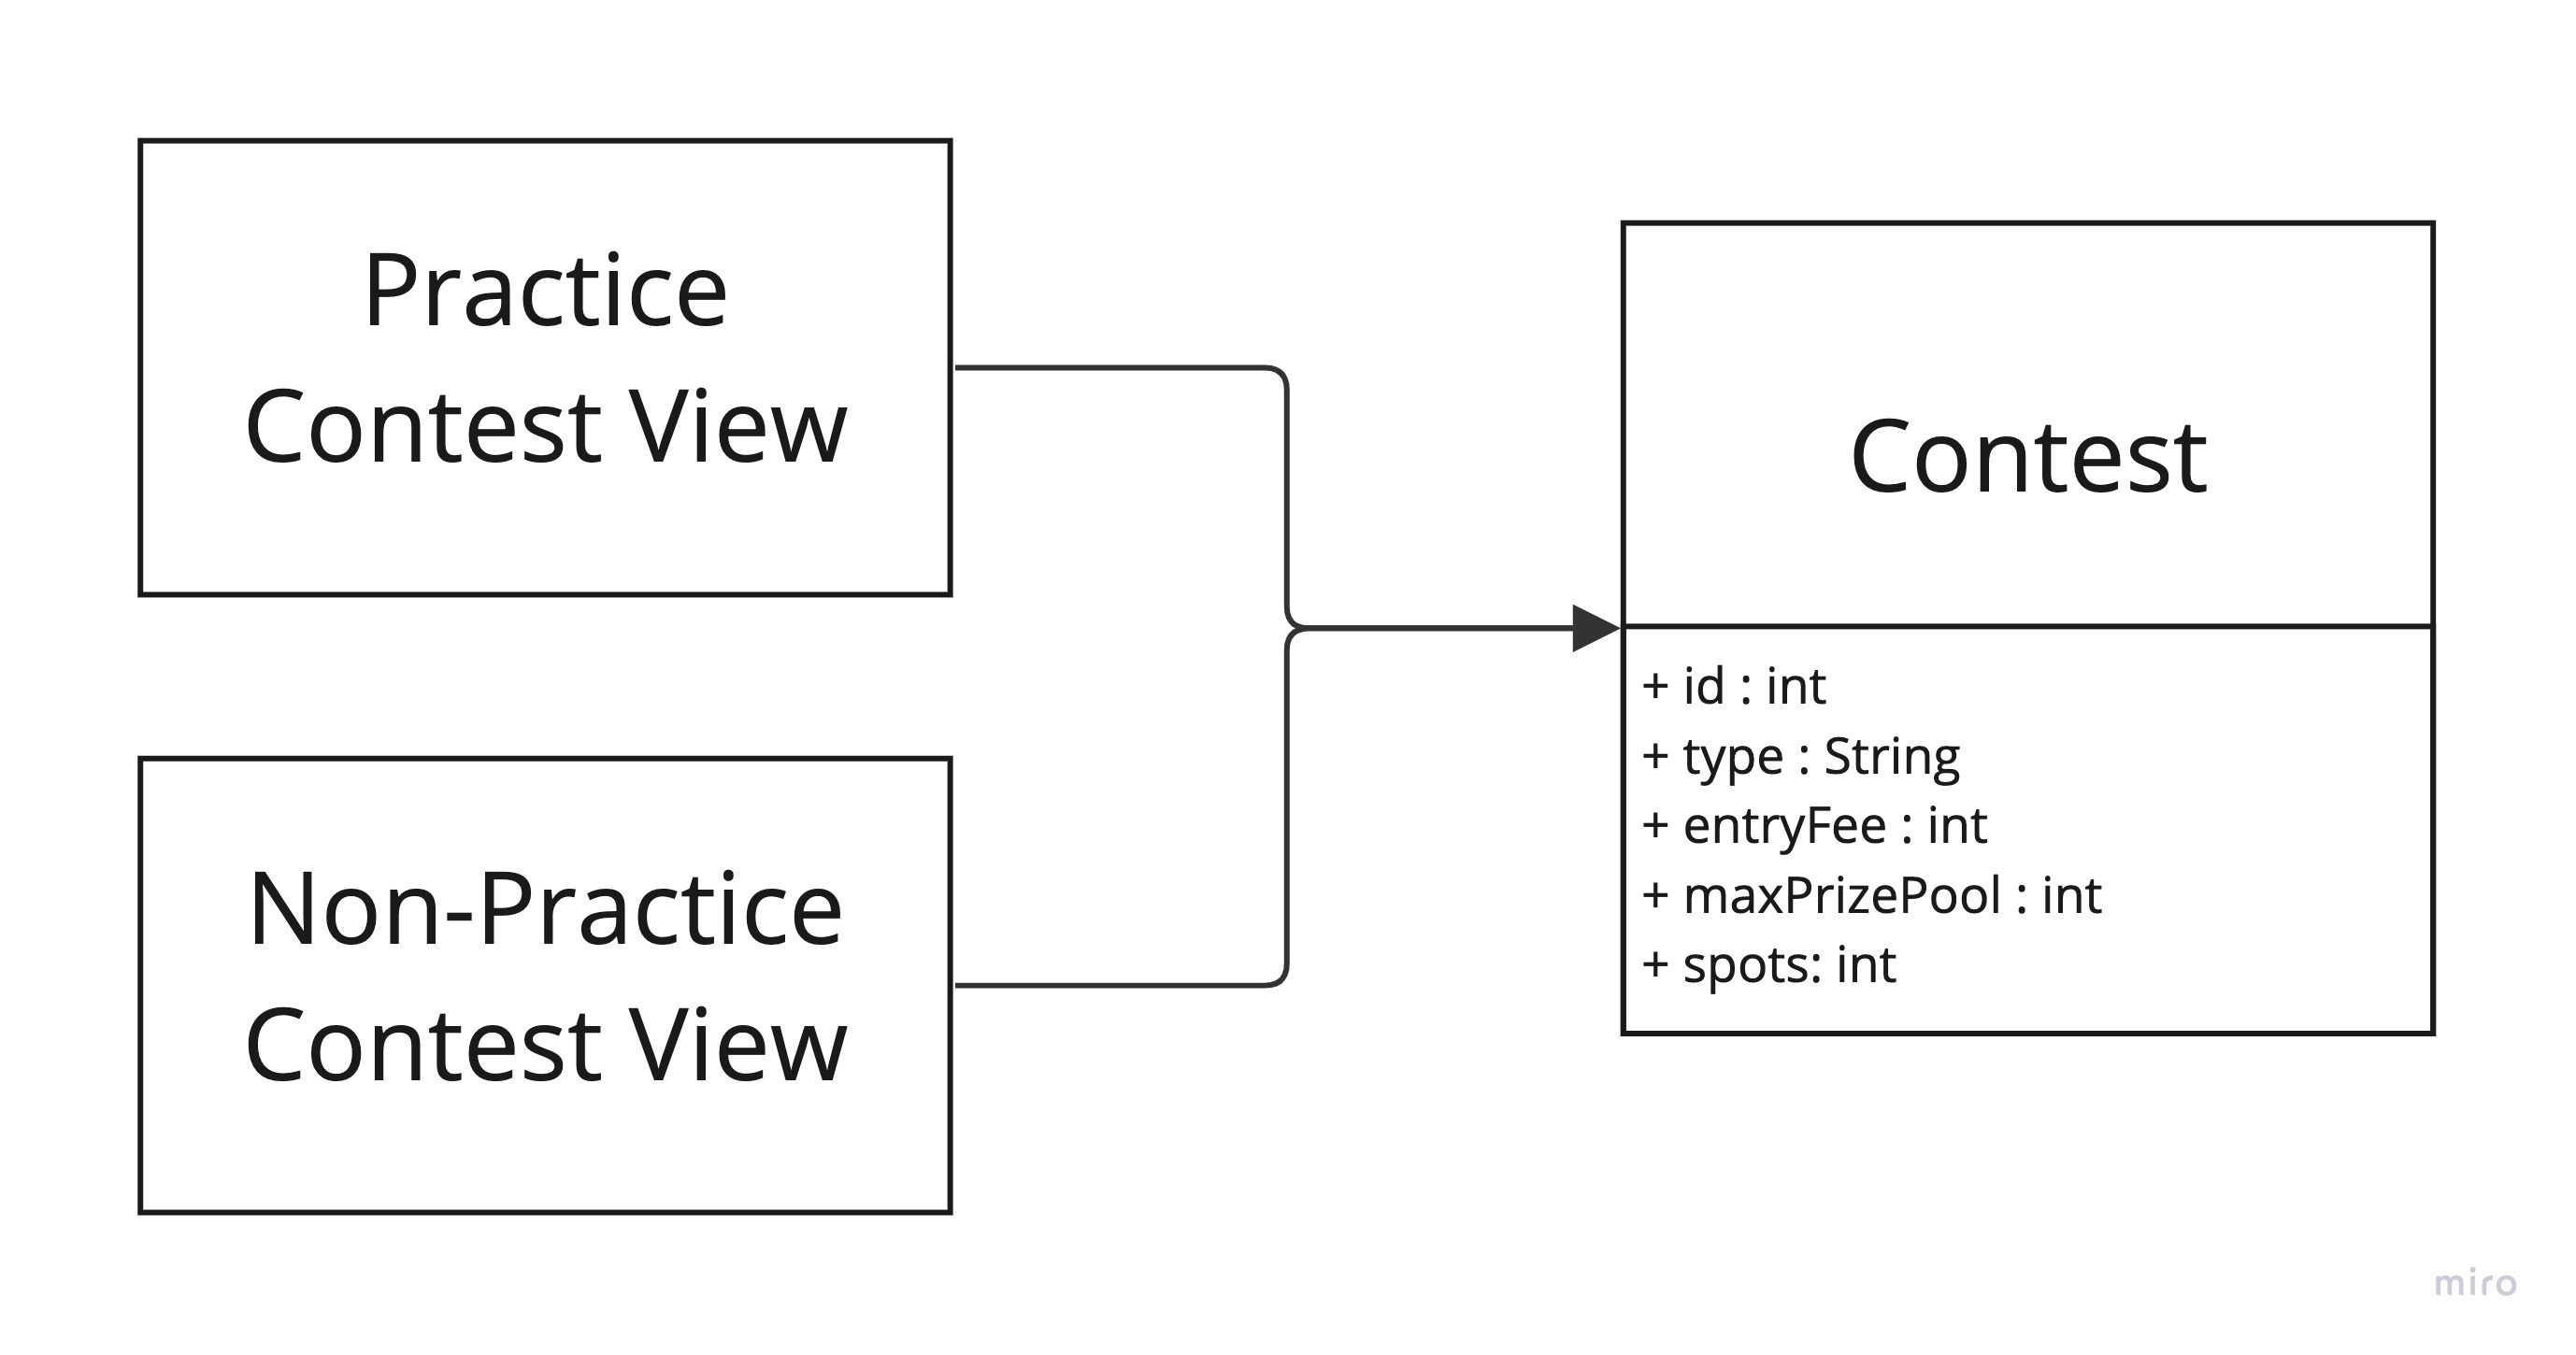 Practice
Contest View
Non-Practice
Contest View
Contest
+ id : int
+ type : String
+ entryFee : int
+ maxPrizePool : int
+ spots: int
miro